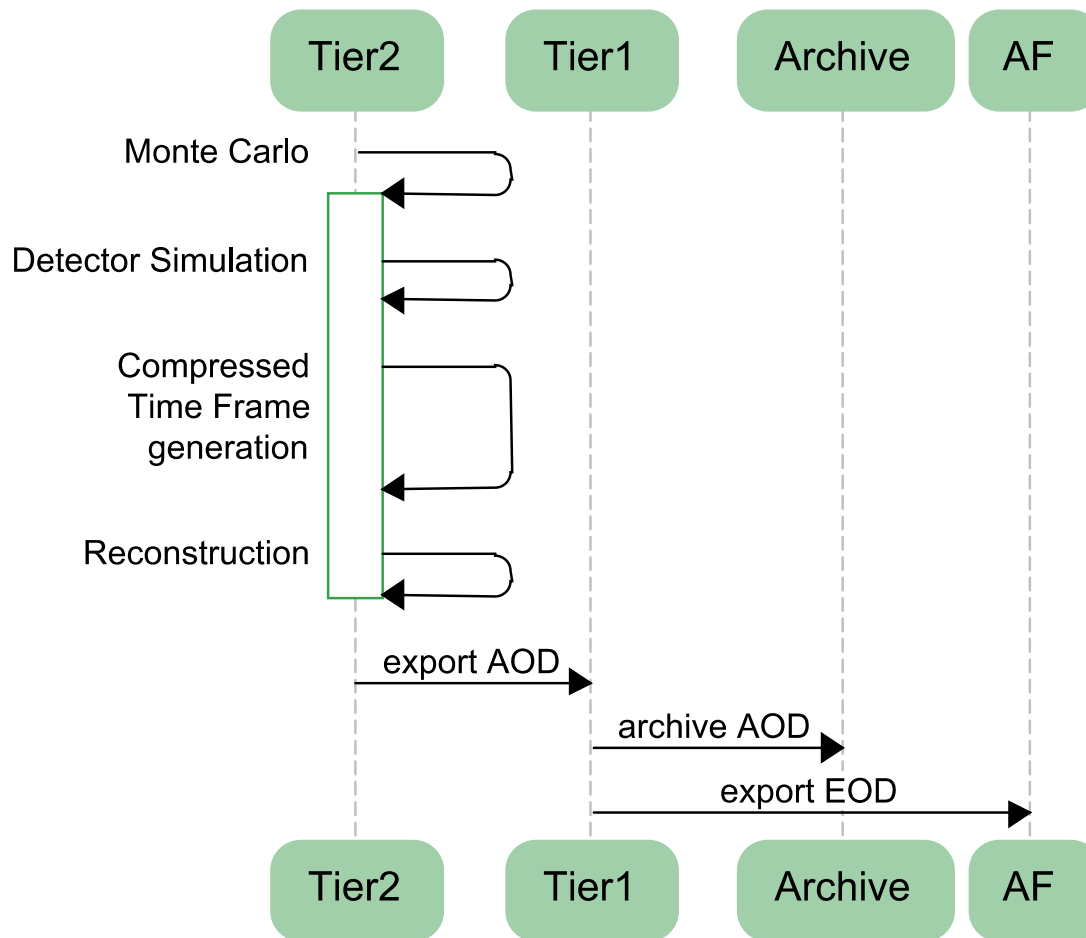 Tier2
Tier1
Archive
AF
Monte Carlo
Detector Simulation
Compressed
Time Frame
generation
Reconstruction
export AOD
archive AOD
export EOD
Tier2
Tier1
Archive
AF